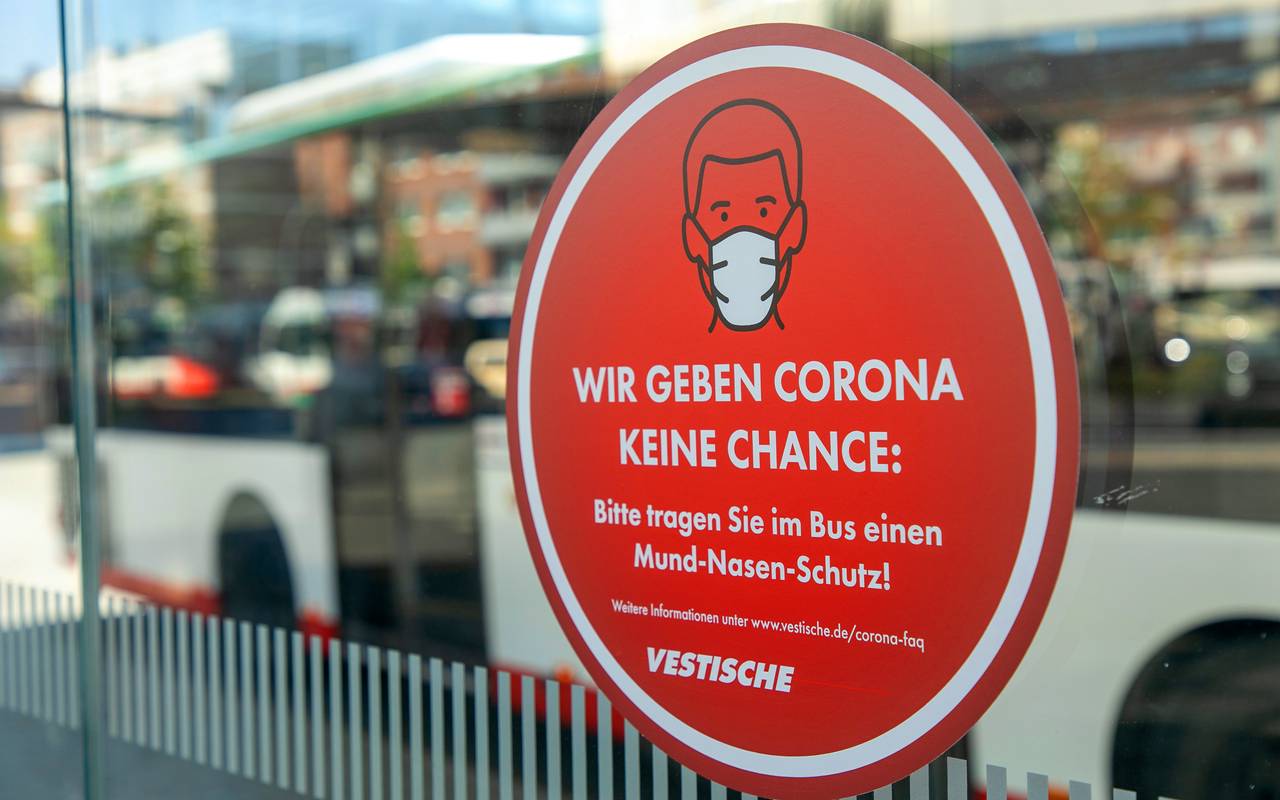 WIR GEBEN CORONA
KEINE CHANCE:
Bitte tragen Sie im Bus einen
Mund-Nasen-Schutz!
Weitere Informationen unter www.vestische.de/corona-faq
VESTISCHE